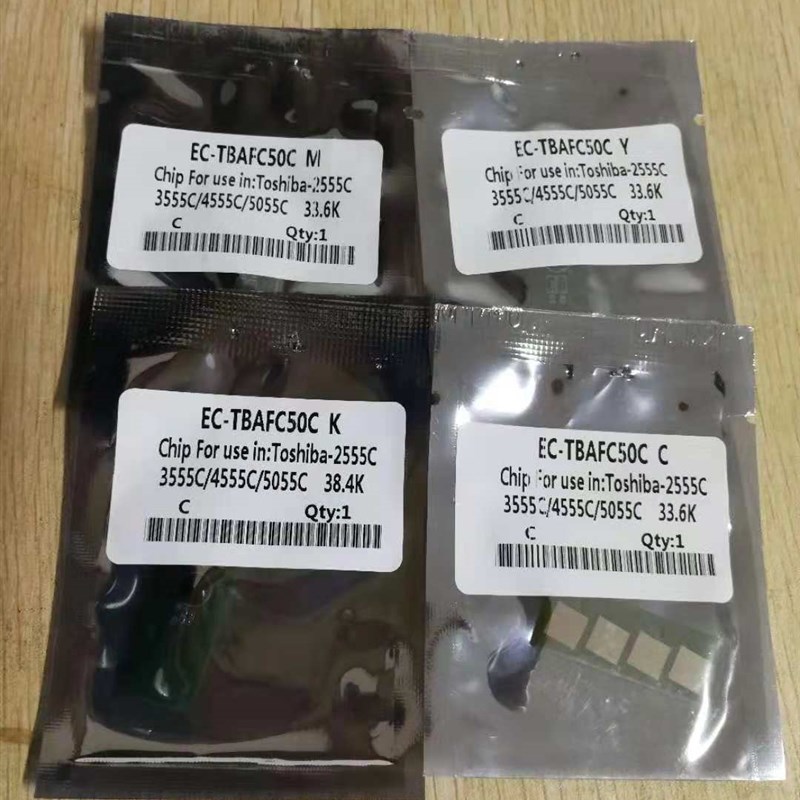 EC-TBAFC50C M
Chip For use in:Toshiba-2555C
3555C/4555C/5055C 33.6K
C
Qty:1
EC-TBAFC50C Y
Chip For use in:Toshiba-2555C
3555C/4555C/5055C 33.6K
C
Qty:1
EC-TBAFC50C K
Chip For use in:Toshiba-2555C
3555C/4555C/5055C 38.4K
C
Qty:1
EC-TBAFC50C C
Chip For use in:Toshiba-2555C
3555C/4555C/5055C 33.6K
C
Qty:1